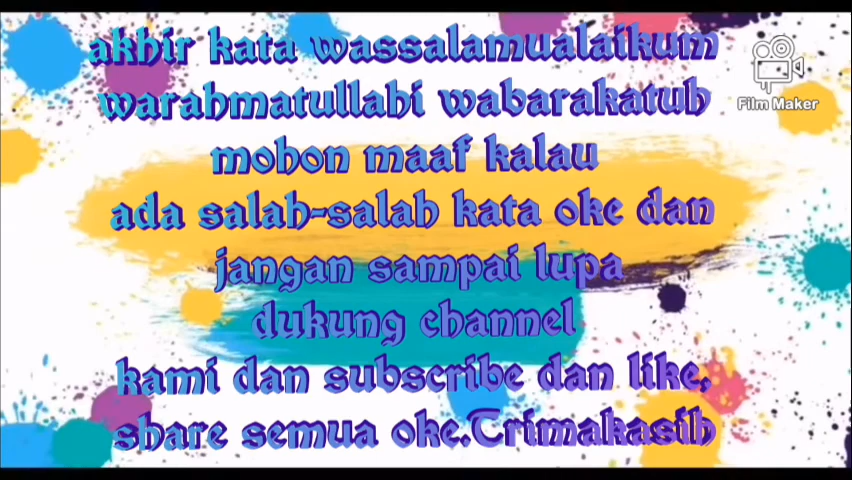 akhir kata wassalamualaikum
warahmatullahi wabarakatuh
mohon maaf kalau
ada salah-salah kata oke dan
jangan sampai lupa
dukung channel
kami dan subscribe dan like,
share semua oke.Trimakasih
Film Maker